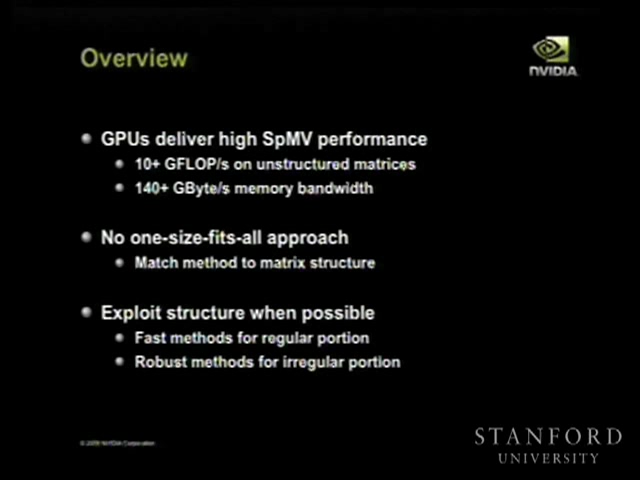 Overview
NVIDIA
GPUs deliver high SpMV performance
10+ GFLOP/s on unstructured matrices
140+ GByte/s memory bandwidth
No one-size-fits-all approach
Match method to matrix structure
Exploit structure when possible
Fast methods for regular portion
Robust methods for irregular portion
NVIDIA Corporation
STANFORD
UNIVERSITY